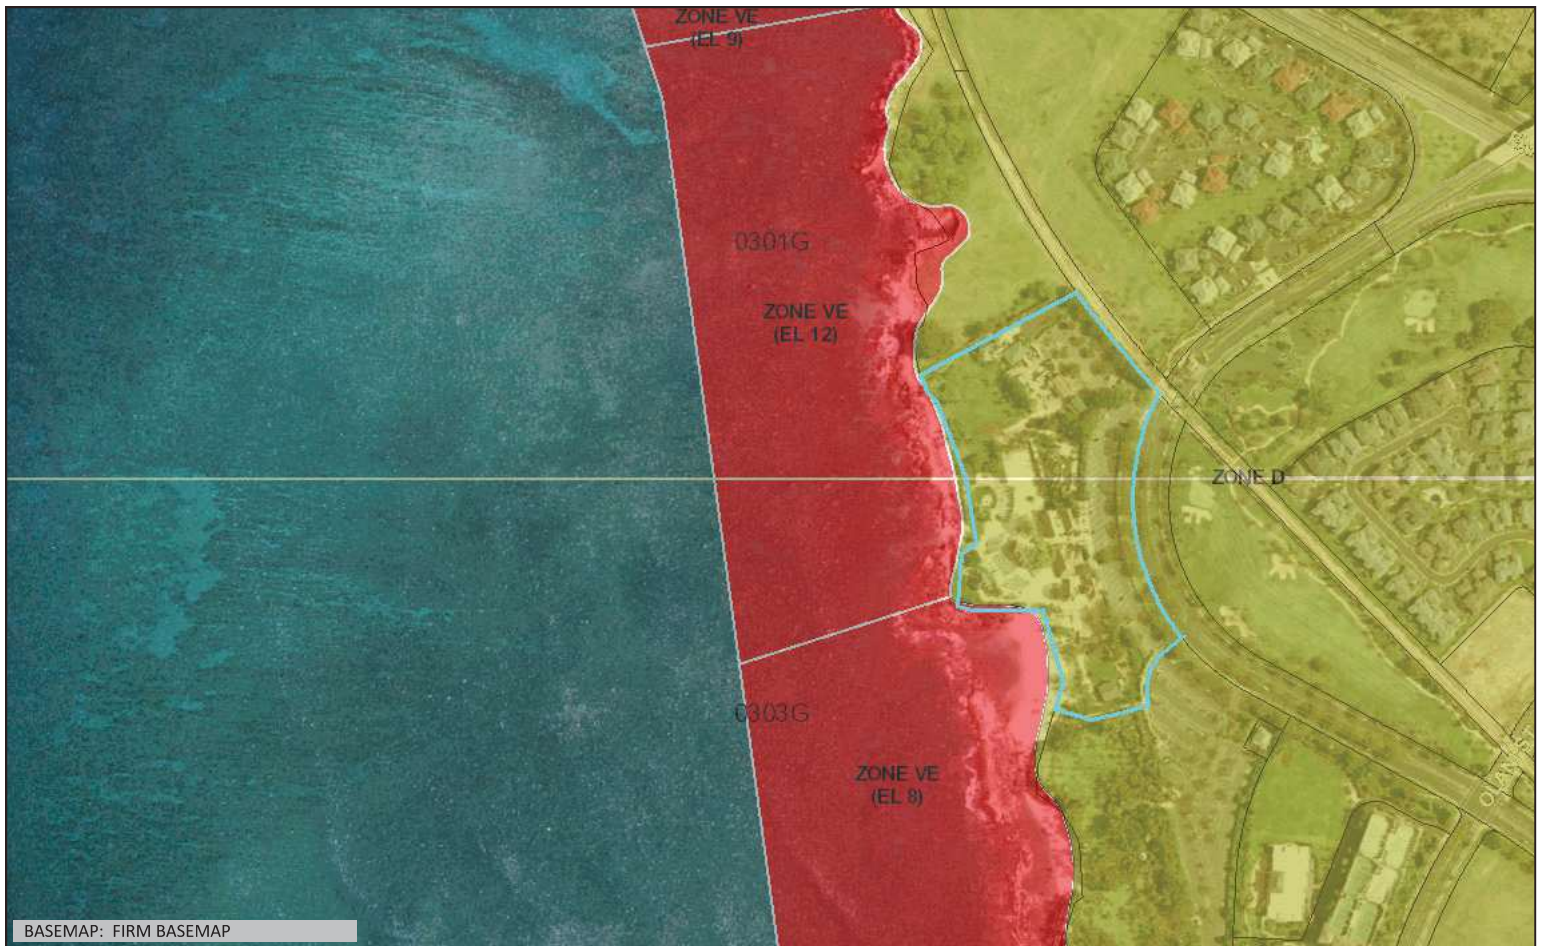 ZONE VE
(EL 9)
0301G
ZONE VE
(EL 12)
ZONE D
0303G
ZONE VE
(EL 8)
BASEMAP: FIRM BASEMAP